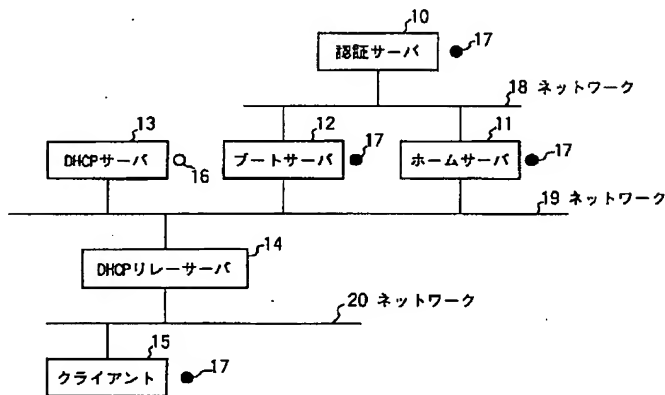 10
認証サーバ
17
18 ネットワーク
13
12
11
DHCPサーバ
16
ブートサーバ
17
ホームサーバ
17
19 ネットワーク
14
DHCPリレーサーバ
20 ネットワーク
15
クライアント
17